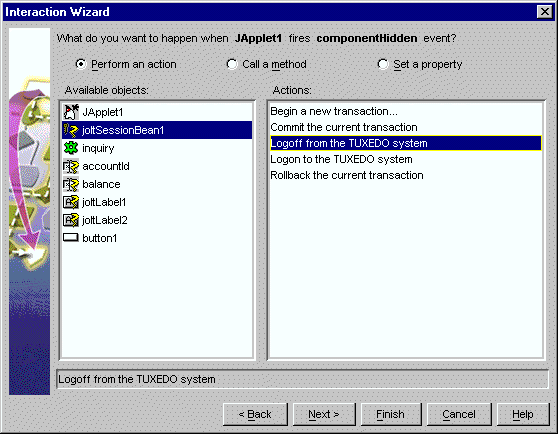 Interaction Wizard
What do you want to happen when JApplet1 fires componentHidden event?
Perform an action
Call a method
Set a property
Available objects:
JApplet1
joltSessionBean1
inquiry
accountId
balance
joltLabel1
joltLabel2
button1
Actions:
Begin a new transaction...
Commit the current transaction
Logoff from the TUXEDO system
Logon to the TUXEDO system
Rollback the current transaction
Logoff from the TUXEDO system
< Back
Next >
Finish
Cancel
Help